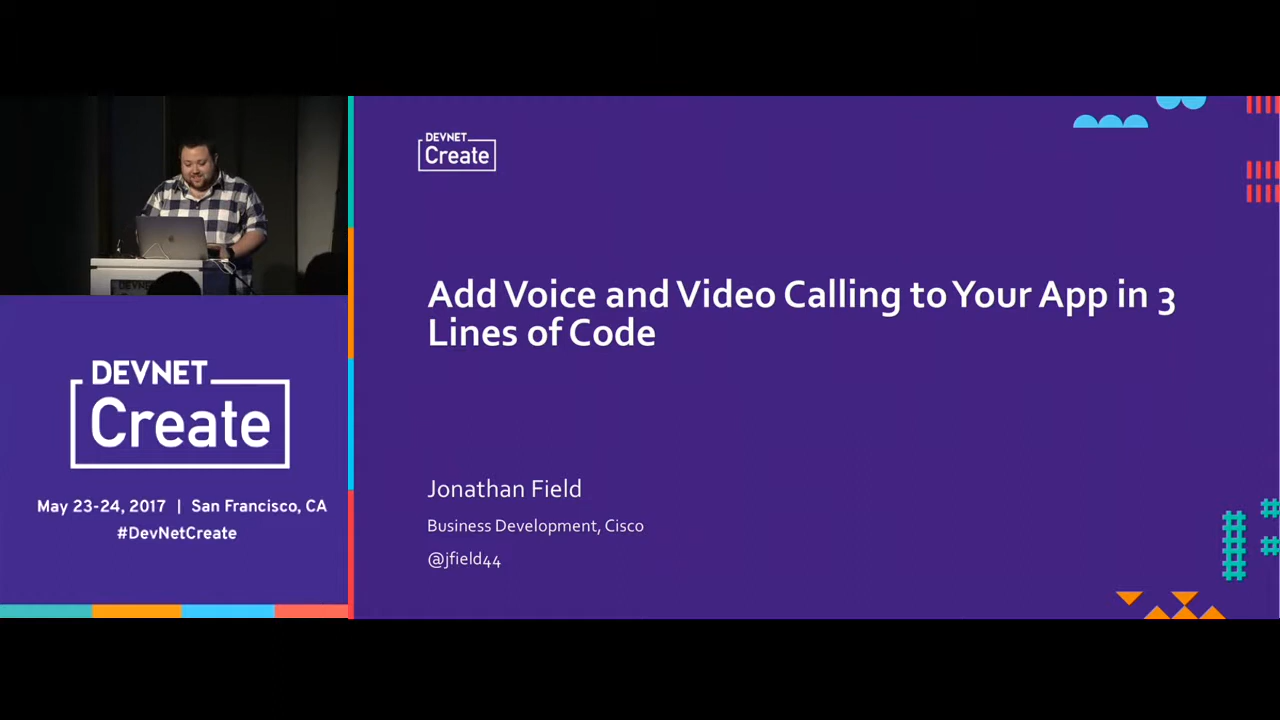 DEVNET
Create
May 23-24, 2017 | San Francisco, CA
#DevNetCreate
DEVNET
Create
Add Voice and Video Calling to Your App in 3
Lines of Code
Jonathan Field
Business Development, Cisco
@jfield44